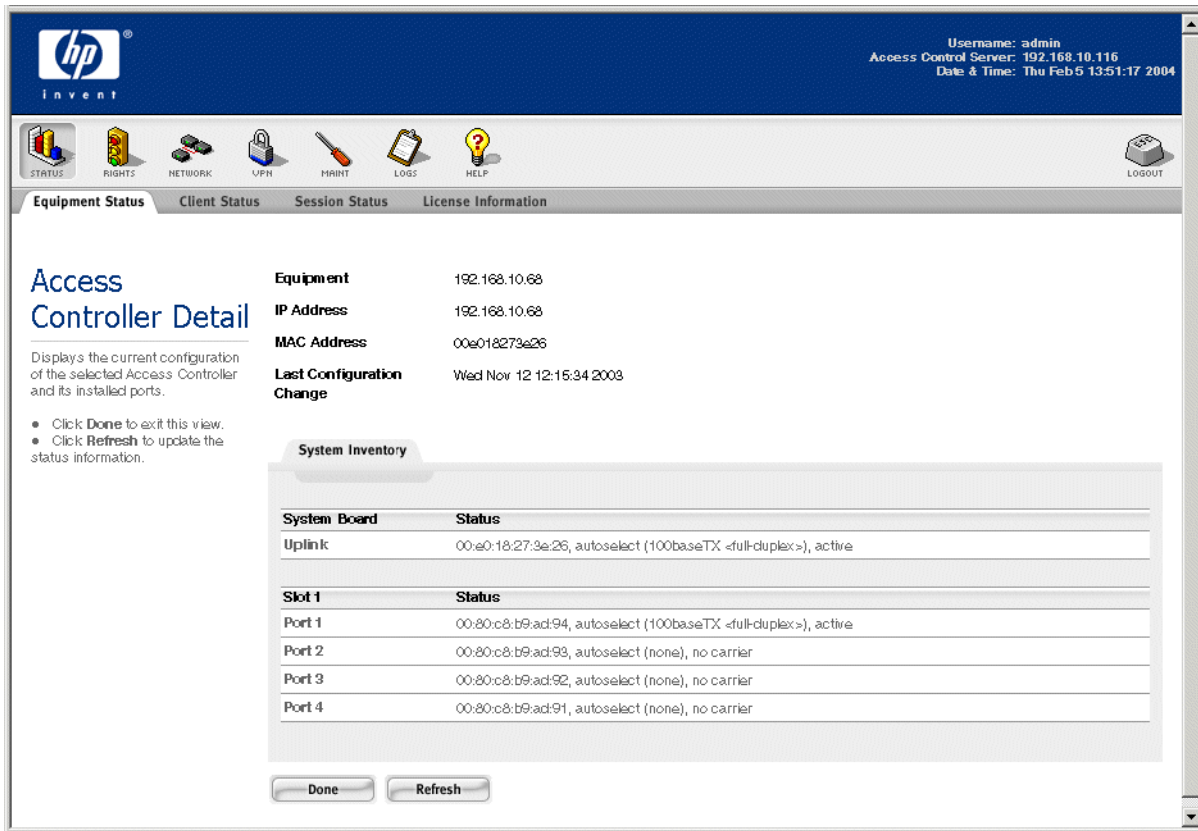 hp
®
invent
Username: admin
Access Control Server: 192.168.10.116
Date & Time: Thu Feb 5 13:51:17 2004
STATUS
RIGHTS
NETWORK
VPN
MAINT
LOGS
HELP
ESC
LOGOUT
Equipment Status
Client Status
Session Status
License Information
Access
Controller Detail
Displays the current configuration
of the selected Access Controller
and its installed ports.
● Click Done to exit this view.
● Click Refresh to update the
status information.
Equipment 192.168.10.68
IP Address 192.168.10.68
MAC Address 00e018273e26
Last Configuration Wed Nov 12 12:15:34 2003
Change
System Inventory
System Board Status
Uplink 00:e0:18:27:3e:26, autoselect (100baseTX <full-duplex>), active
Slot 1 Status
Port 1 00:80:c8:b9:ad:94, autoselect (100baseTX <full-duplex>), active
Port 2 00:80:c8:b9:ad:93, autoselect (none), no carrier
Port 3 00:80:c8:b9:ad:92, autoselect (none), no carrier
Port 4 00:80:c8:b9:ad:91, autoselect (none), no carrier
Done
Refresh